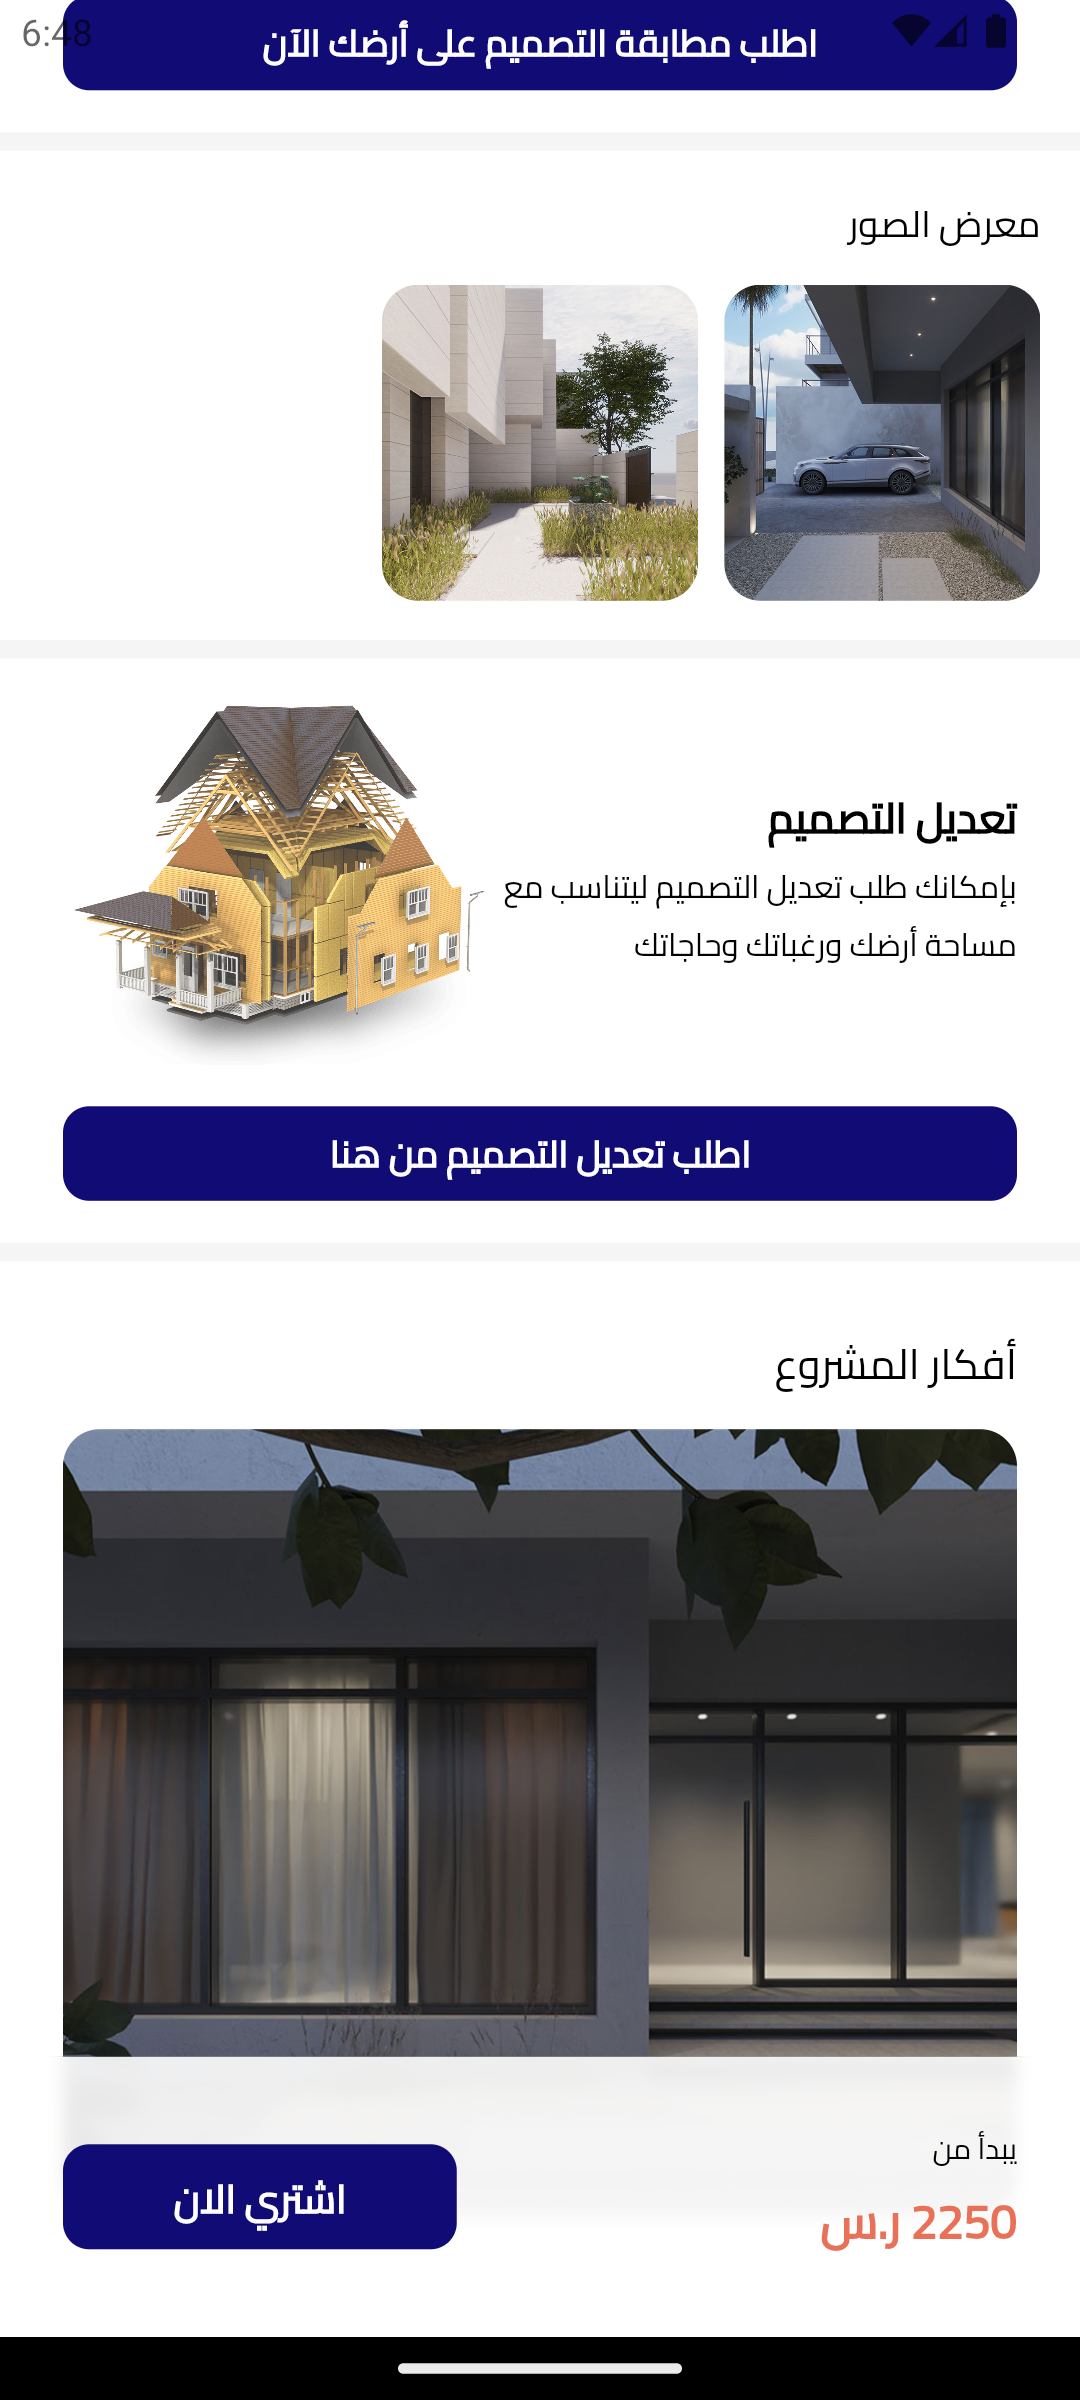 6:48
اطلب مطابقة التصميم على أرضك الآن
معرض الصور
تعديل التصميم
بإمكانك طلب تعديل التصميم ليتناسب مع
مساحة أرضك ورغباتك وحاجاتك
اطلب تعديل التصميم من هنا
أفكار المشروع
يبدأ من
2250 ر.س
اشتري الان